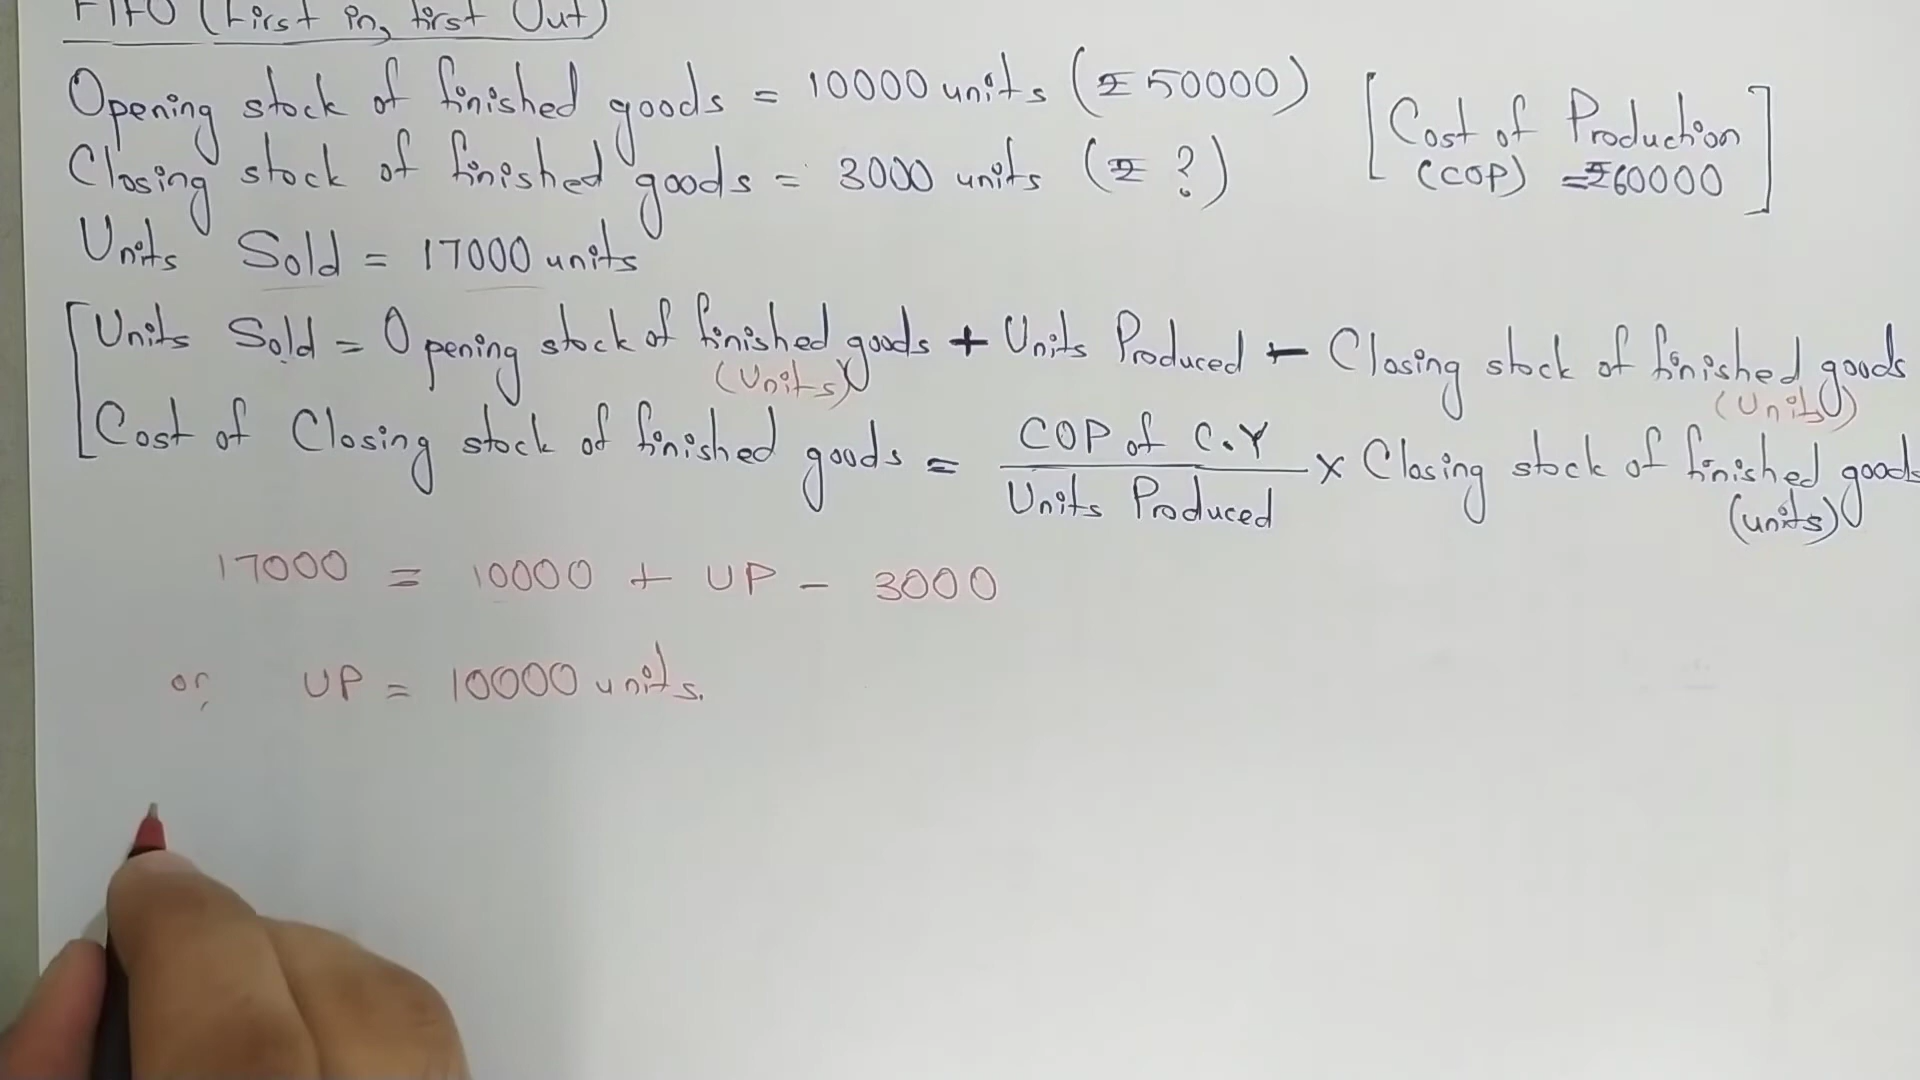 FIFO (First in, first Out)
Opening stock of finished goods = 10000 units (₹ 50000)
Closing stock of finished goods = 3000 units (₹ ?)
[Cost of Production
(COP) = ₹60000]
Units Sold = 17000 units
[Units Sold = Opening stock of finished goods + Units Produced - Closing stock of finished goods
(Units) (Units)
[Cost of Closing stock of finished goods = COP of C.Y / Units Produced x Closing stock of finished goods
(units)
17000 = 10000 + UP - 3000
or, UP = 10000 units.